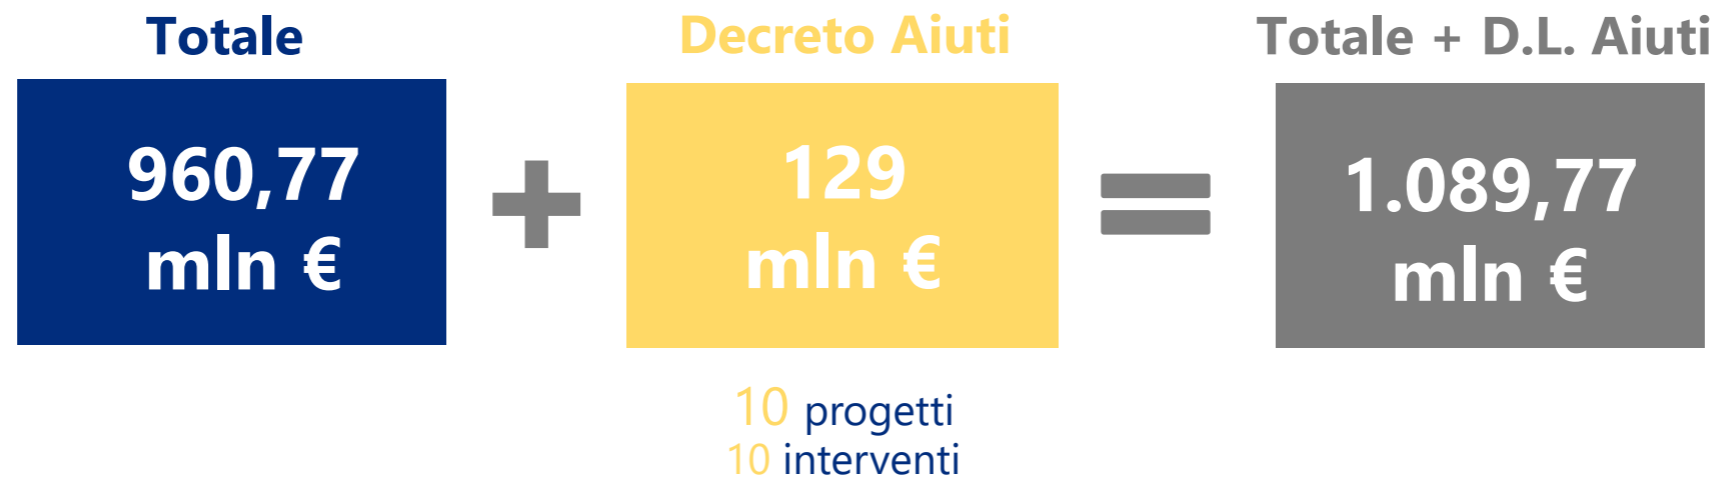 Totale
960,77
mln €
+
Decreto Aiuti
129
mln €
10 progetti
10 interventi
=
Totale + D.L. Aiuti
1.089,77
mln €